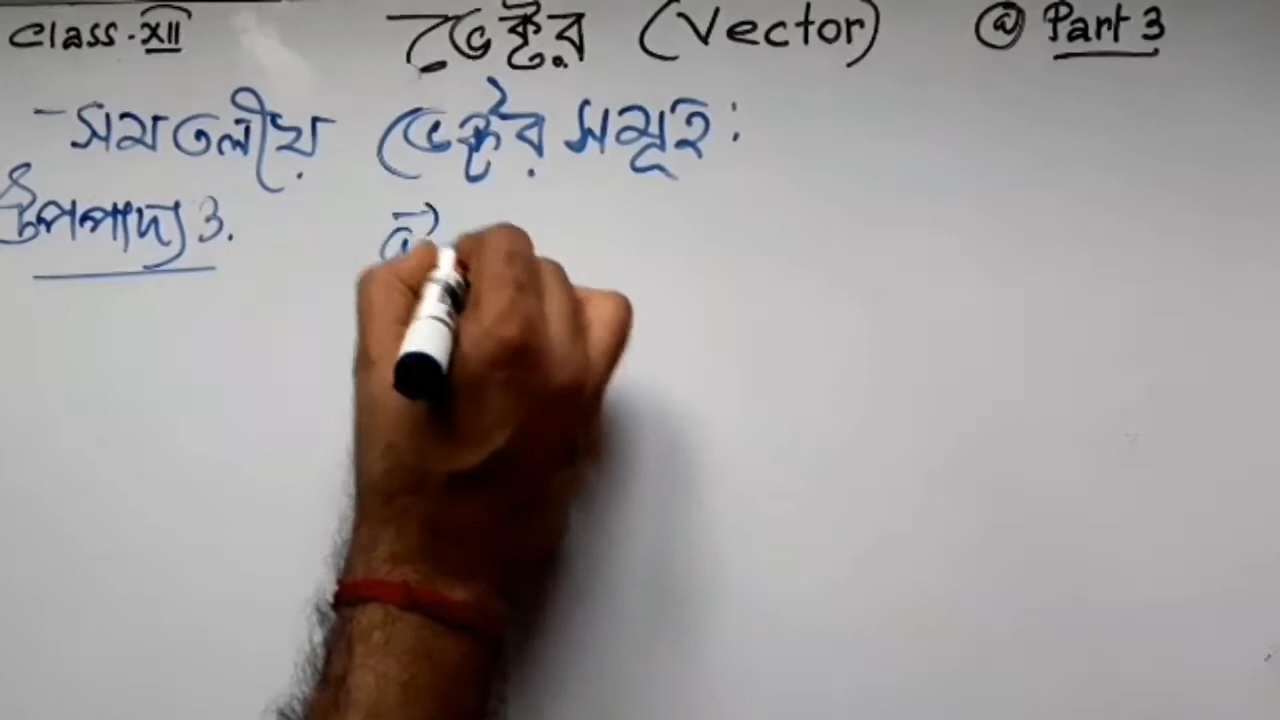 Class-XII ভেক্টর (Vector) @ Part 3
সমতলীয় ভেক্টর সমূহ:
উপপাদ্য 3.